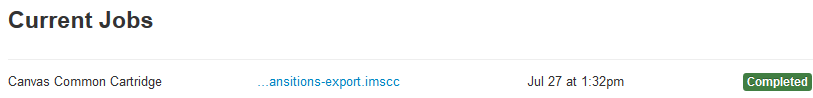 Current Jobs
Canvas Common Cartridge ...ansitions-export.imscc Jul 27 at 1:32pm Completed